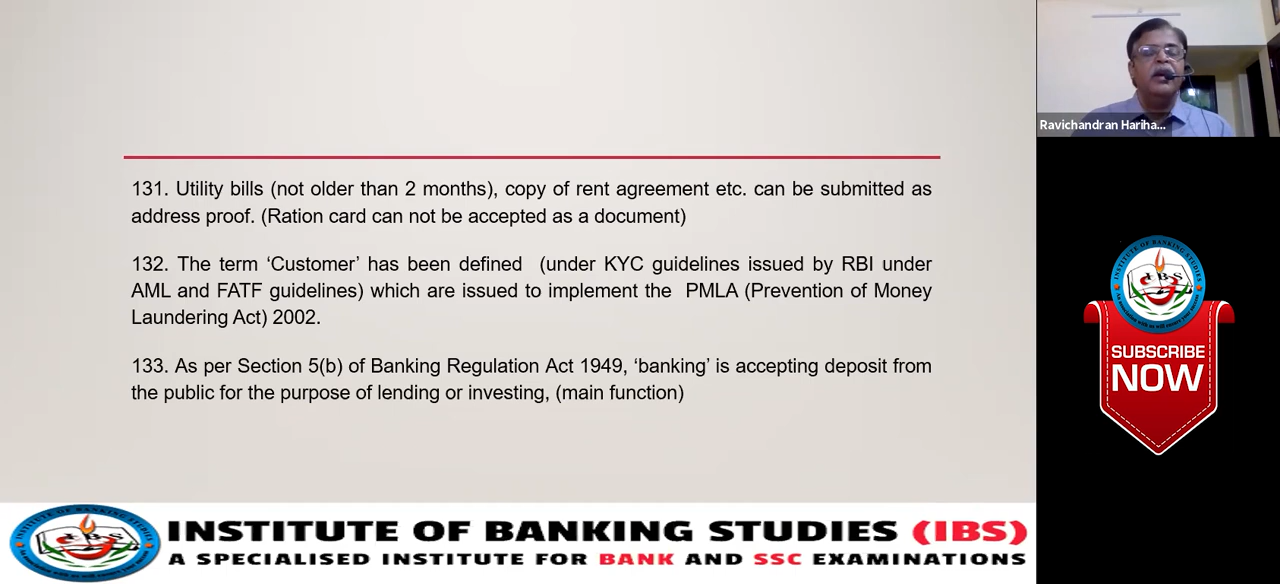 131. Utility bills (not older than 2 months), copy of rent agreement etc. can be submitted as
address proof. (Ration card can not be accepted as a document)
132. The term ‘Customer’ has been defined (under KYC guidelines issued by RBI under
AML and FATF guidelines) which are issued to implement the PMLA (Prevention of Money
Laundering Act) 2002.
133. As per Section 5(b) of Banking Regulation Act 1949, ‘banking’ is accepting deposit from
the public for the purpose of lending or investing, (main function)
Ravichandran Hariha...
INSTITUTE OF BANKING STUDIES
SUBSCRIBE
NOW
INSTITUTE OF BANKING STUDIES (IBS)
A SPECIALISED INSTITUTE FOR BANK AND SSC EXAMINATIONS